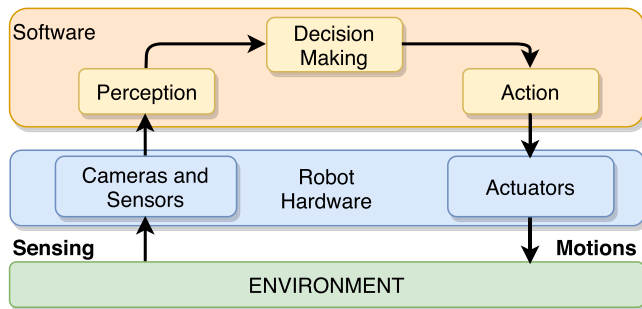 Software
Decision
Making
Perception
Action
Cameras and
Sensors
Robot
Hardware
Actuators
Sensing
Motions
ENVIRONMENT